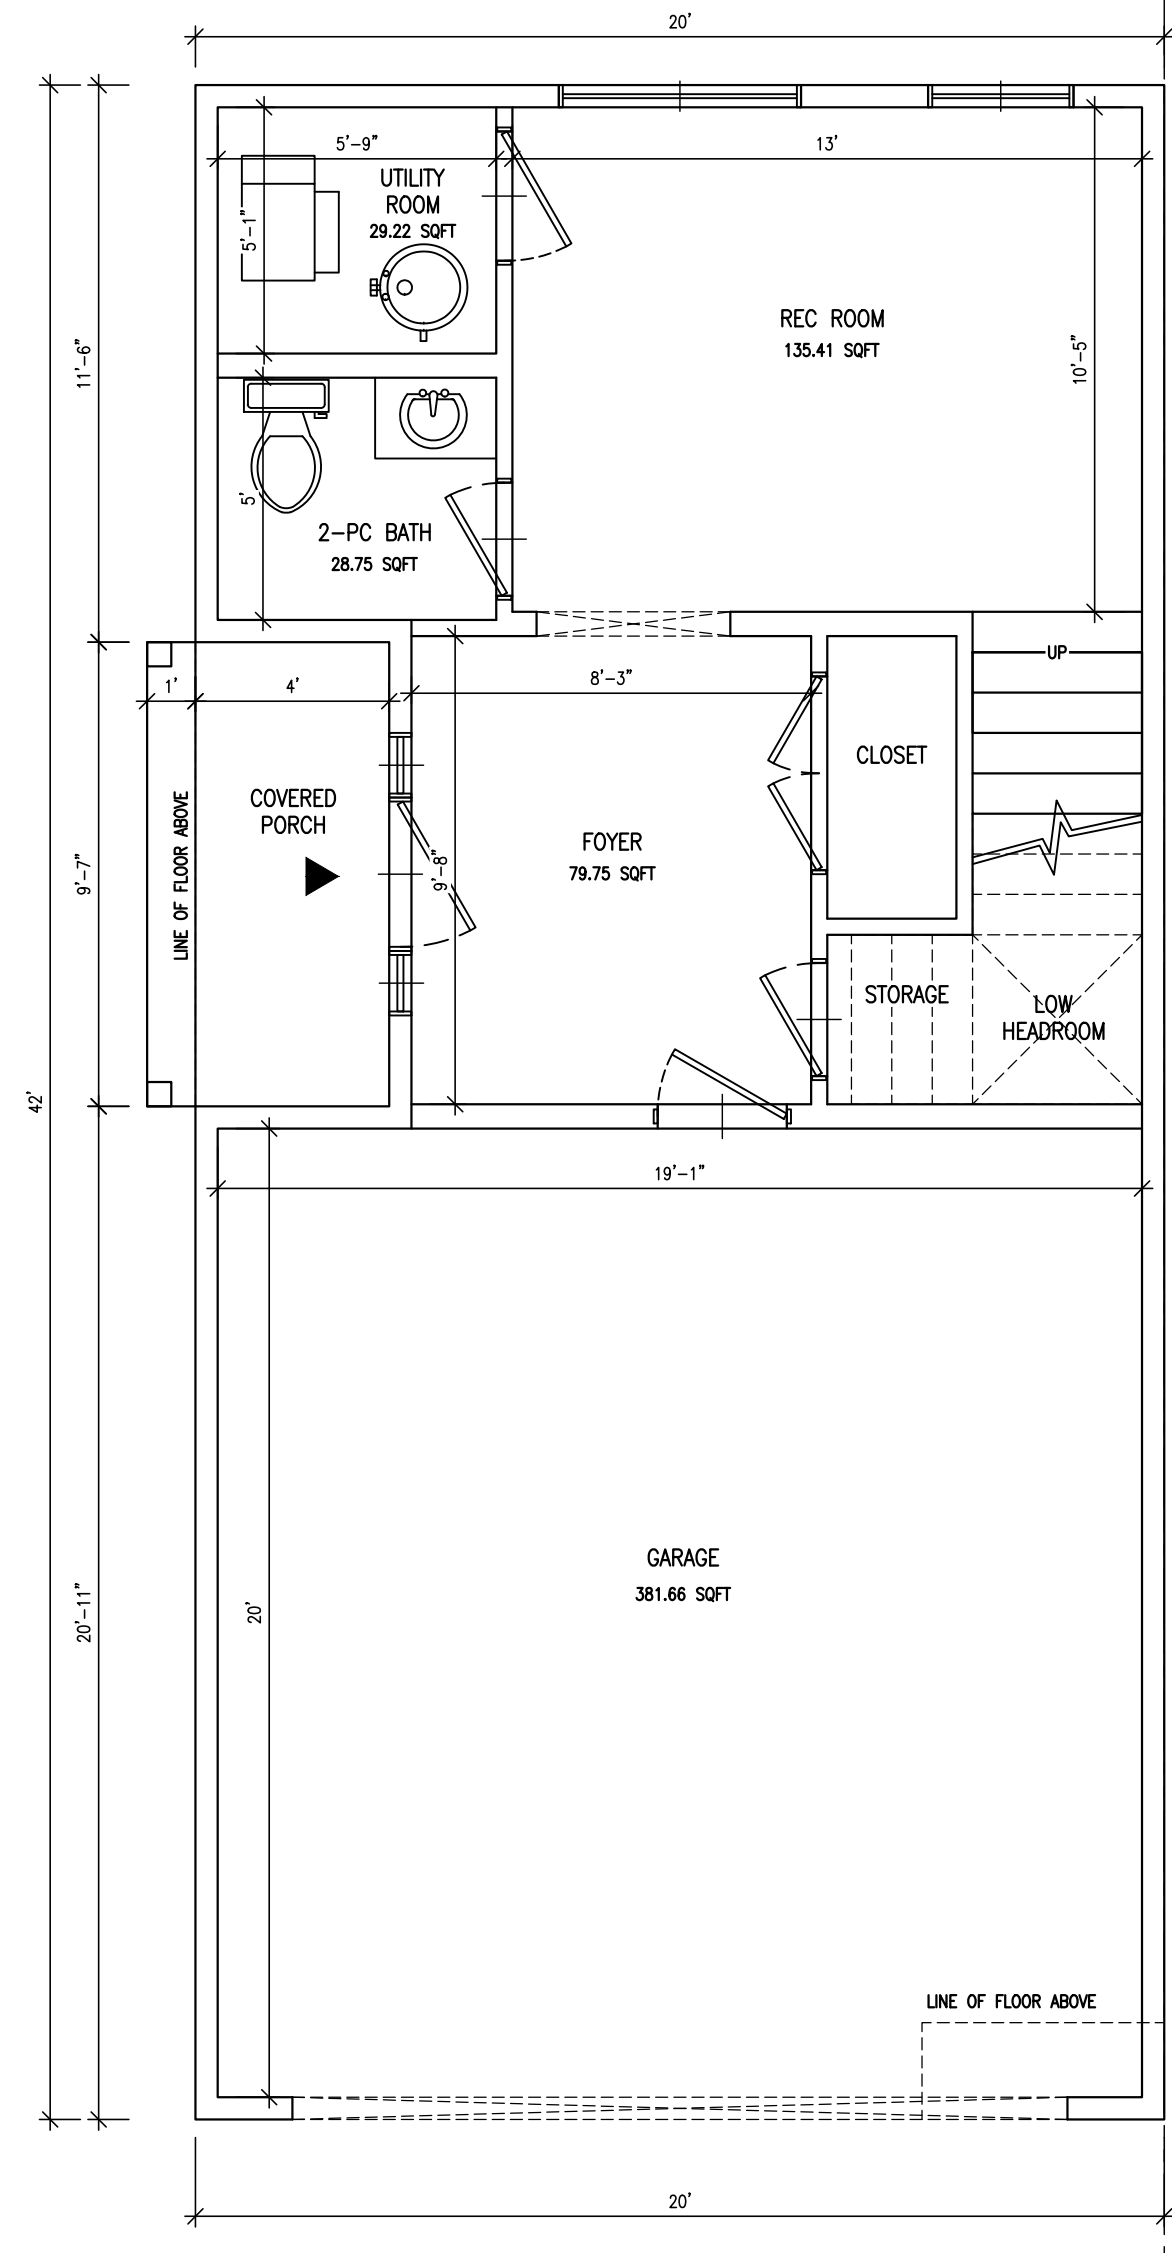 20'
5'-9"
13'
UTILITY
ROOM
29.22 SQFT
5'-1"
REC ROOM
135.41 SQFT
10'-5"
11'-6"
5'
2-PC BATH
28.75 SQFT
UP
1'
4'
8'-3"
CLOSET
COVERED
PORCH
LINE OF FLOOR ABOVE
FOYER
79.75 SQFT
9'-8"
9'-7"
STORAGE
LOW
HEADROOM
42'
19'-1"
GARAGE
381.66 SQFT
20'
20'-11"
LINE OF FLOOR ABOVE
20'